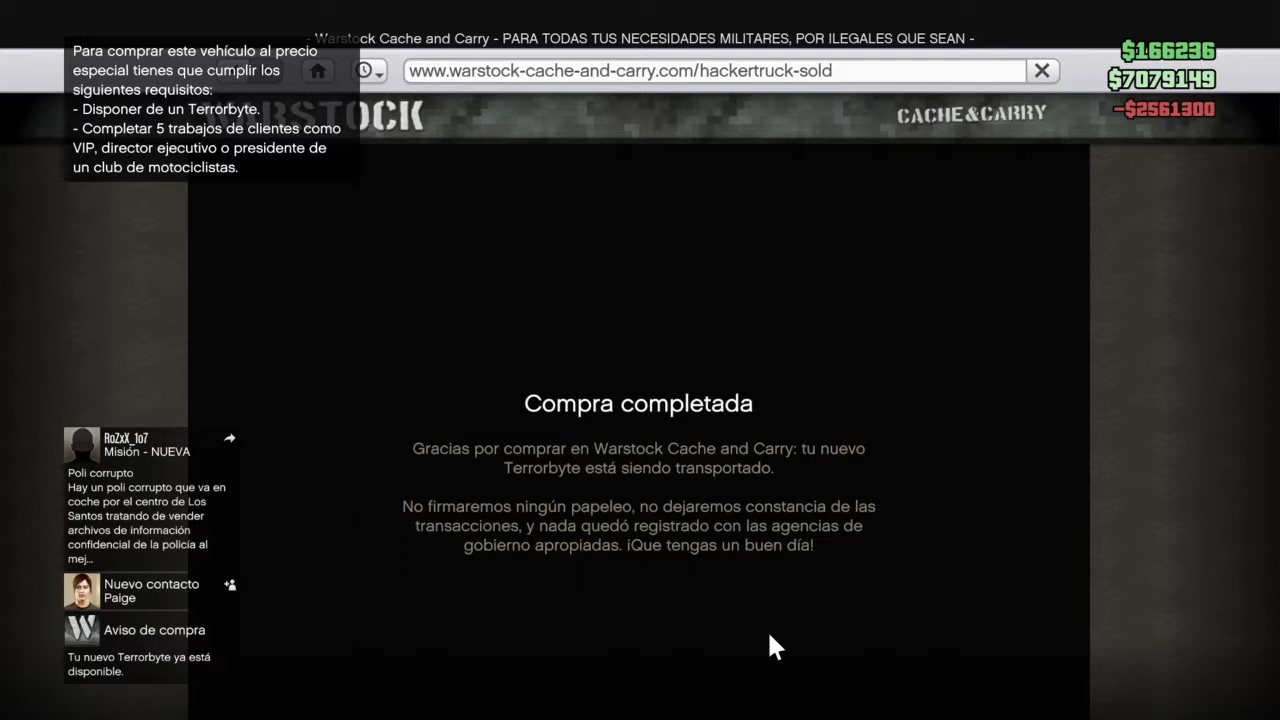 - Warstock Cache and Carry - PARA TODAS TUS NECESIDADES MILITARES, POR ILEGALES QUE SEAN -
Para comprar este vehículo al precio
especial tienes que cumplir los
siguientes requisitos:
- Disponer de un Terrorbyte.
- Completar 5 trabajos de clientes como
VIP, director ejecutivo o presidente de
un club de motociclistas.
www.warstock-cache-and-carry.com/hackertruck-sold
$166236
$7079149
-$2561300
WARSTOCK
CACHE&CARRY
Compra completada
Gracias por comprar en Warstock Cache and Carry: tu nuevo
Terrorbyte está siendo transportado.
No firmaremos ningún papeleo, no dejaremos constancia de las
transacciones, y nada quedó registrado con las agencias de
gobierno apropiadas. ¡Que tengas un buen día!
RoZxX_1o7
Misión - NUEVA
Poli corrupto
Hay un poli corrupto que va en
coche por el centro de Los
Santos tratando de vender
archivos de información
confidencial de la policía al
mej...
Nuevo contacto
Paige
Aviso de compra
Tu nuevo Terrorbyte ya está
disponible.